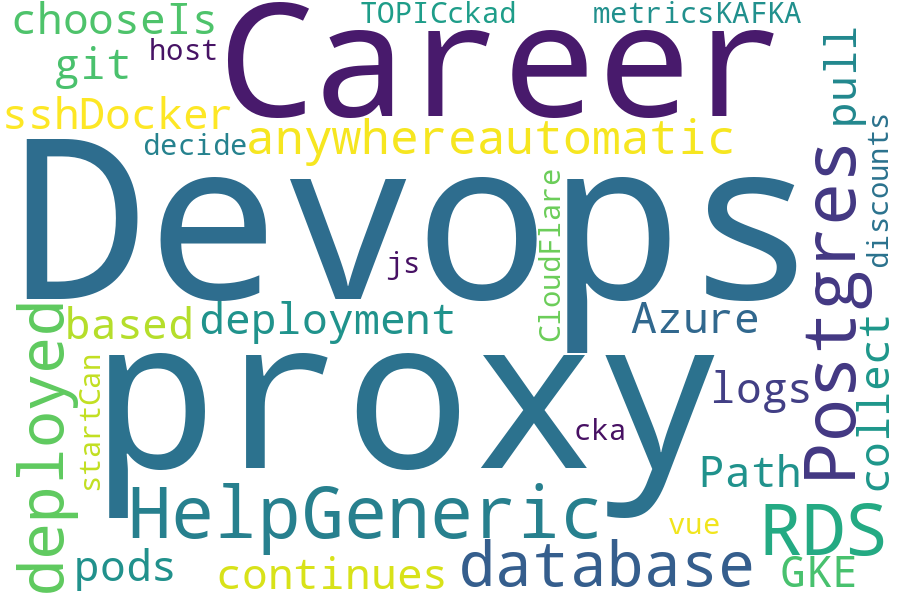 chooseIs
TOPICckad
metricsKAFKA
host
Career
git
pull
sshDocker
decide
anywhereautomatic
discounts
Devops
Postgres
CloudFlare
js
deployed
based
deployment
Azure
collect
startCan
proxy
logs
cka
Path
HelpGeneric
vue
RDS
pods
continues
database
GKE